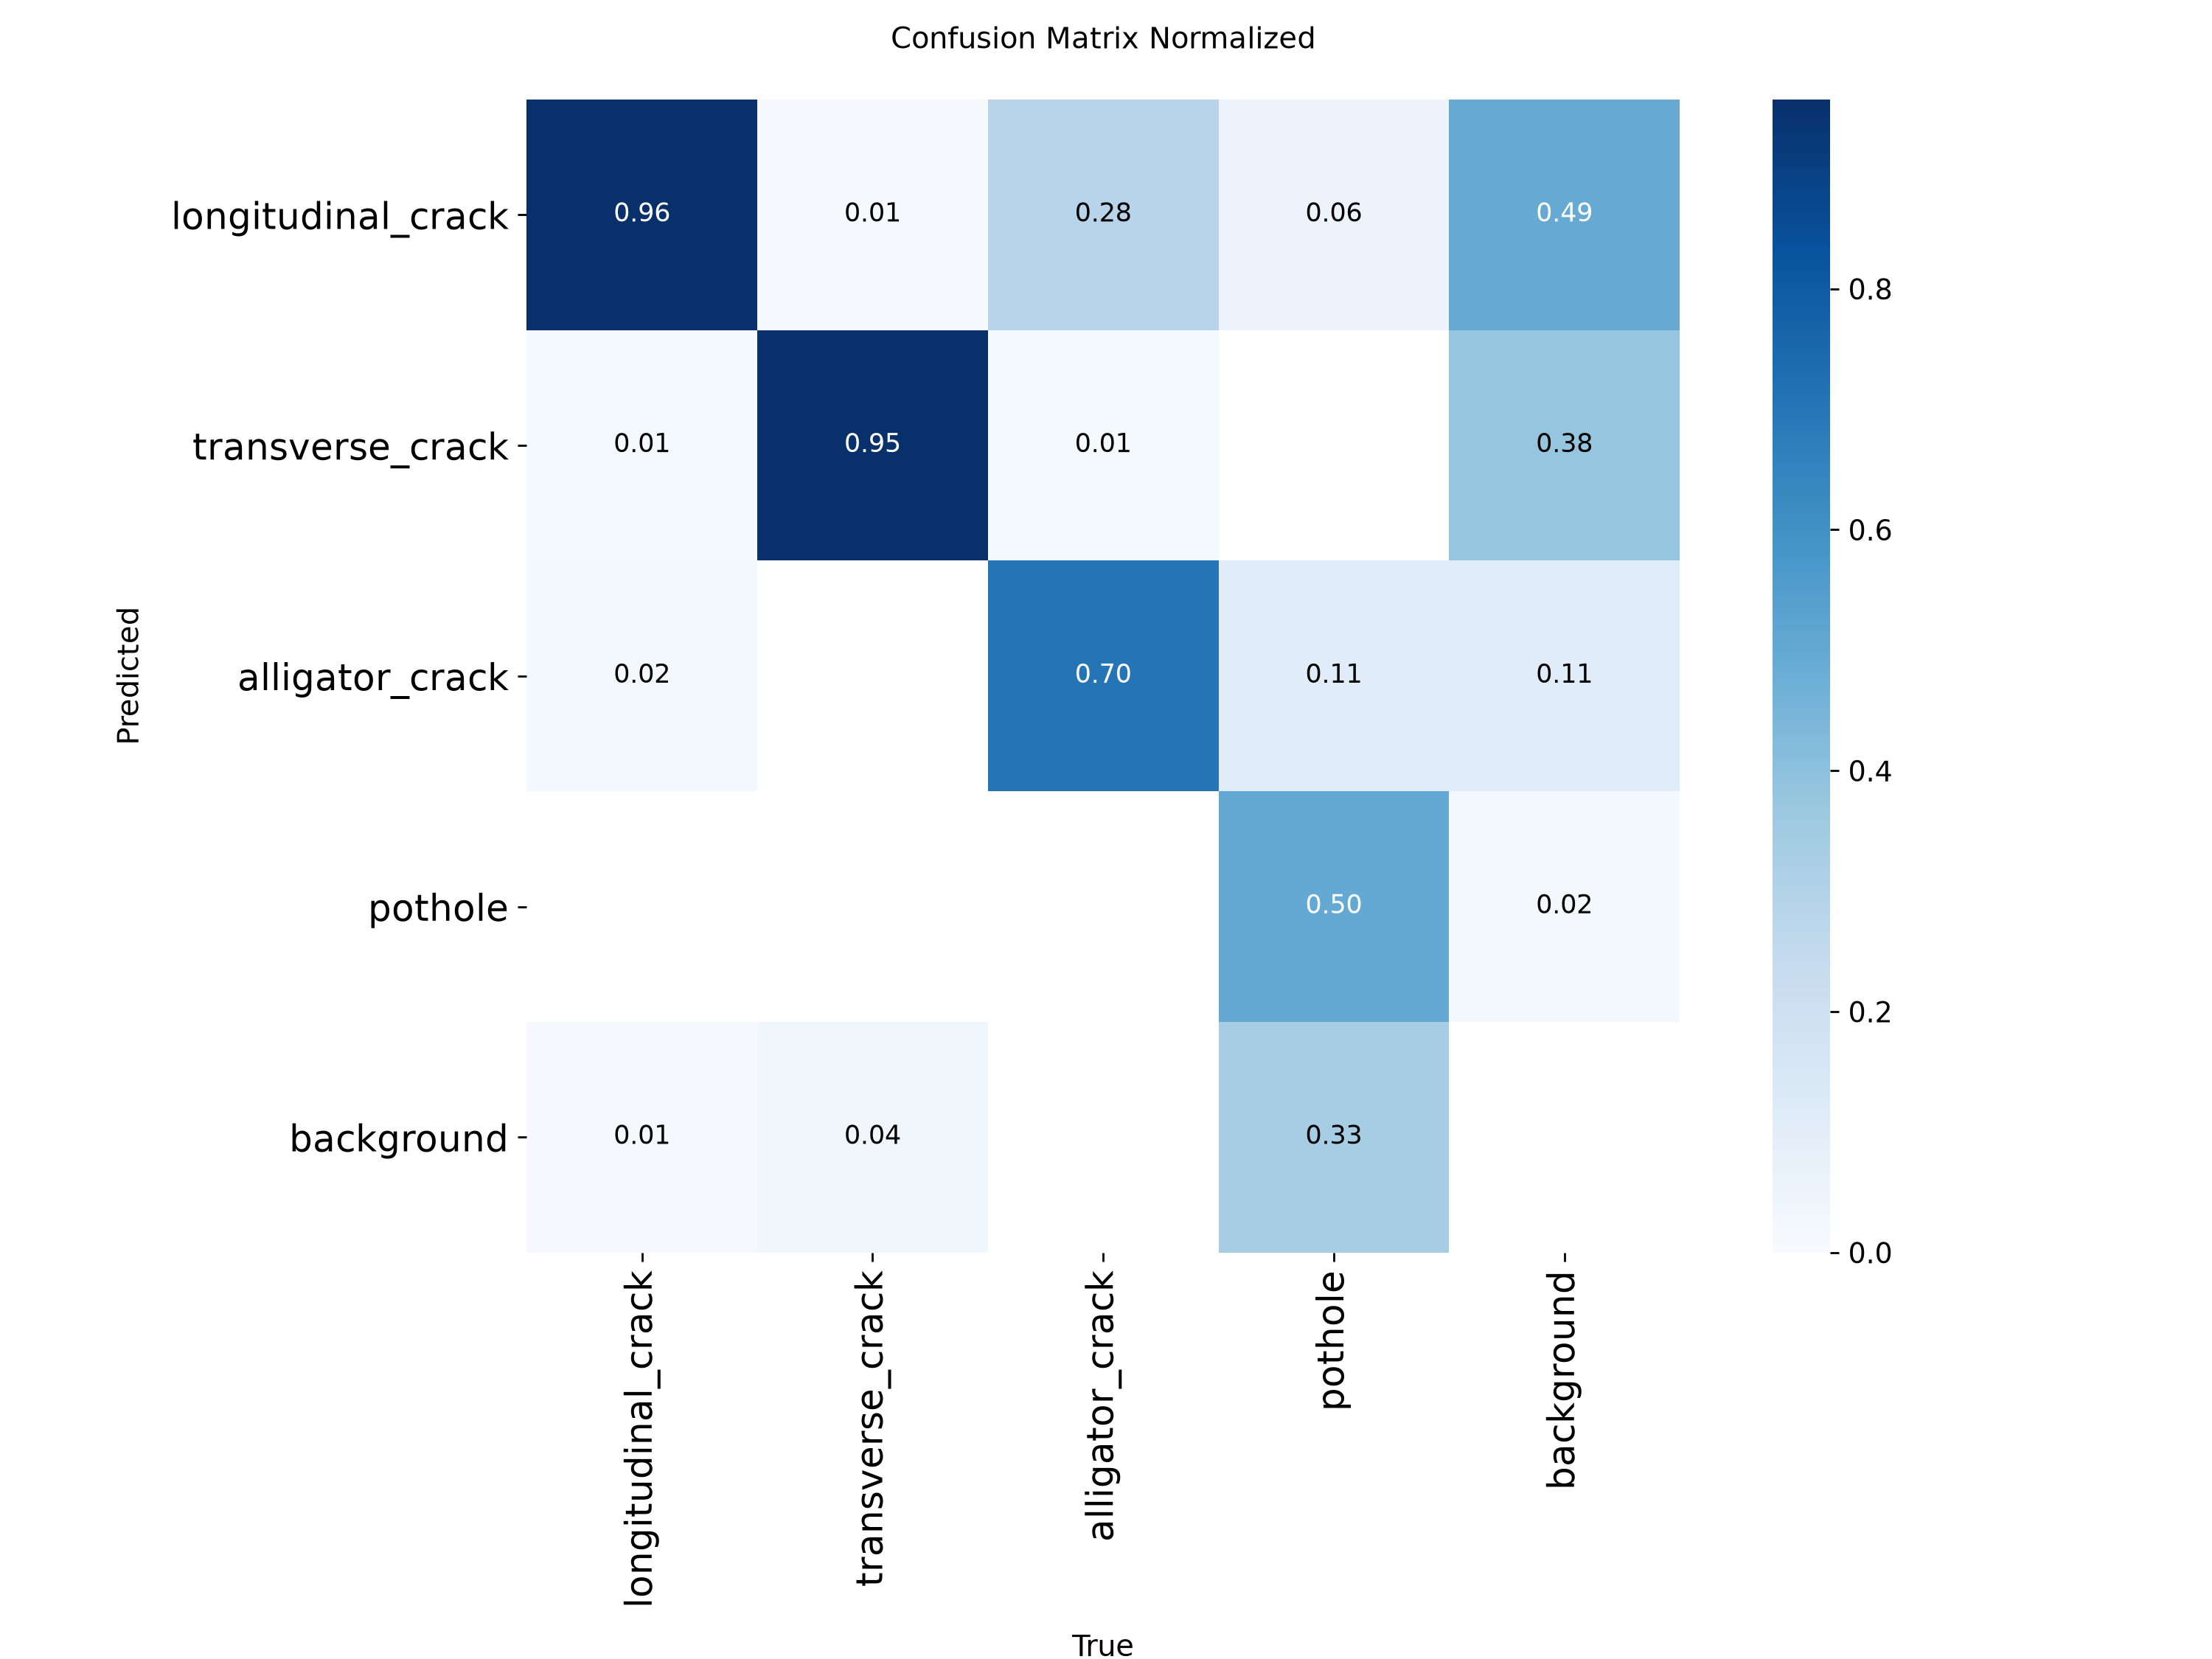 Confusion Matrix Normalized
longitudinal_crack 0.96 0.01 0.28 0.06 0.49
transverse_crack 0.01 0.95 0.01 0.38
alligator_crack 0.02 0.70 0.11 0.11
pothole 0.50 0.02
background 0.01 0.04 0.33
Predicted
longitudinal_crack
transverse_crack
alligator_crack
pothole
background
True
0.8
0.6
0.4
0.2
0.0